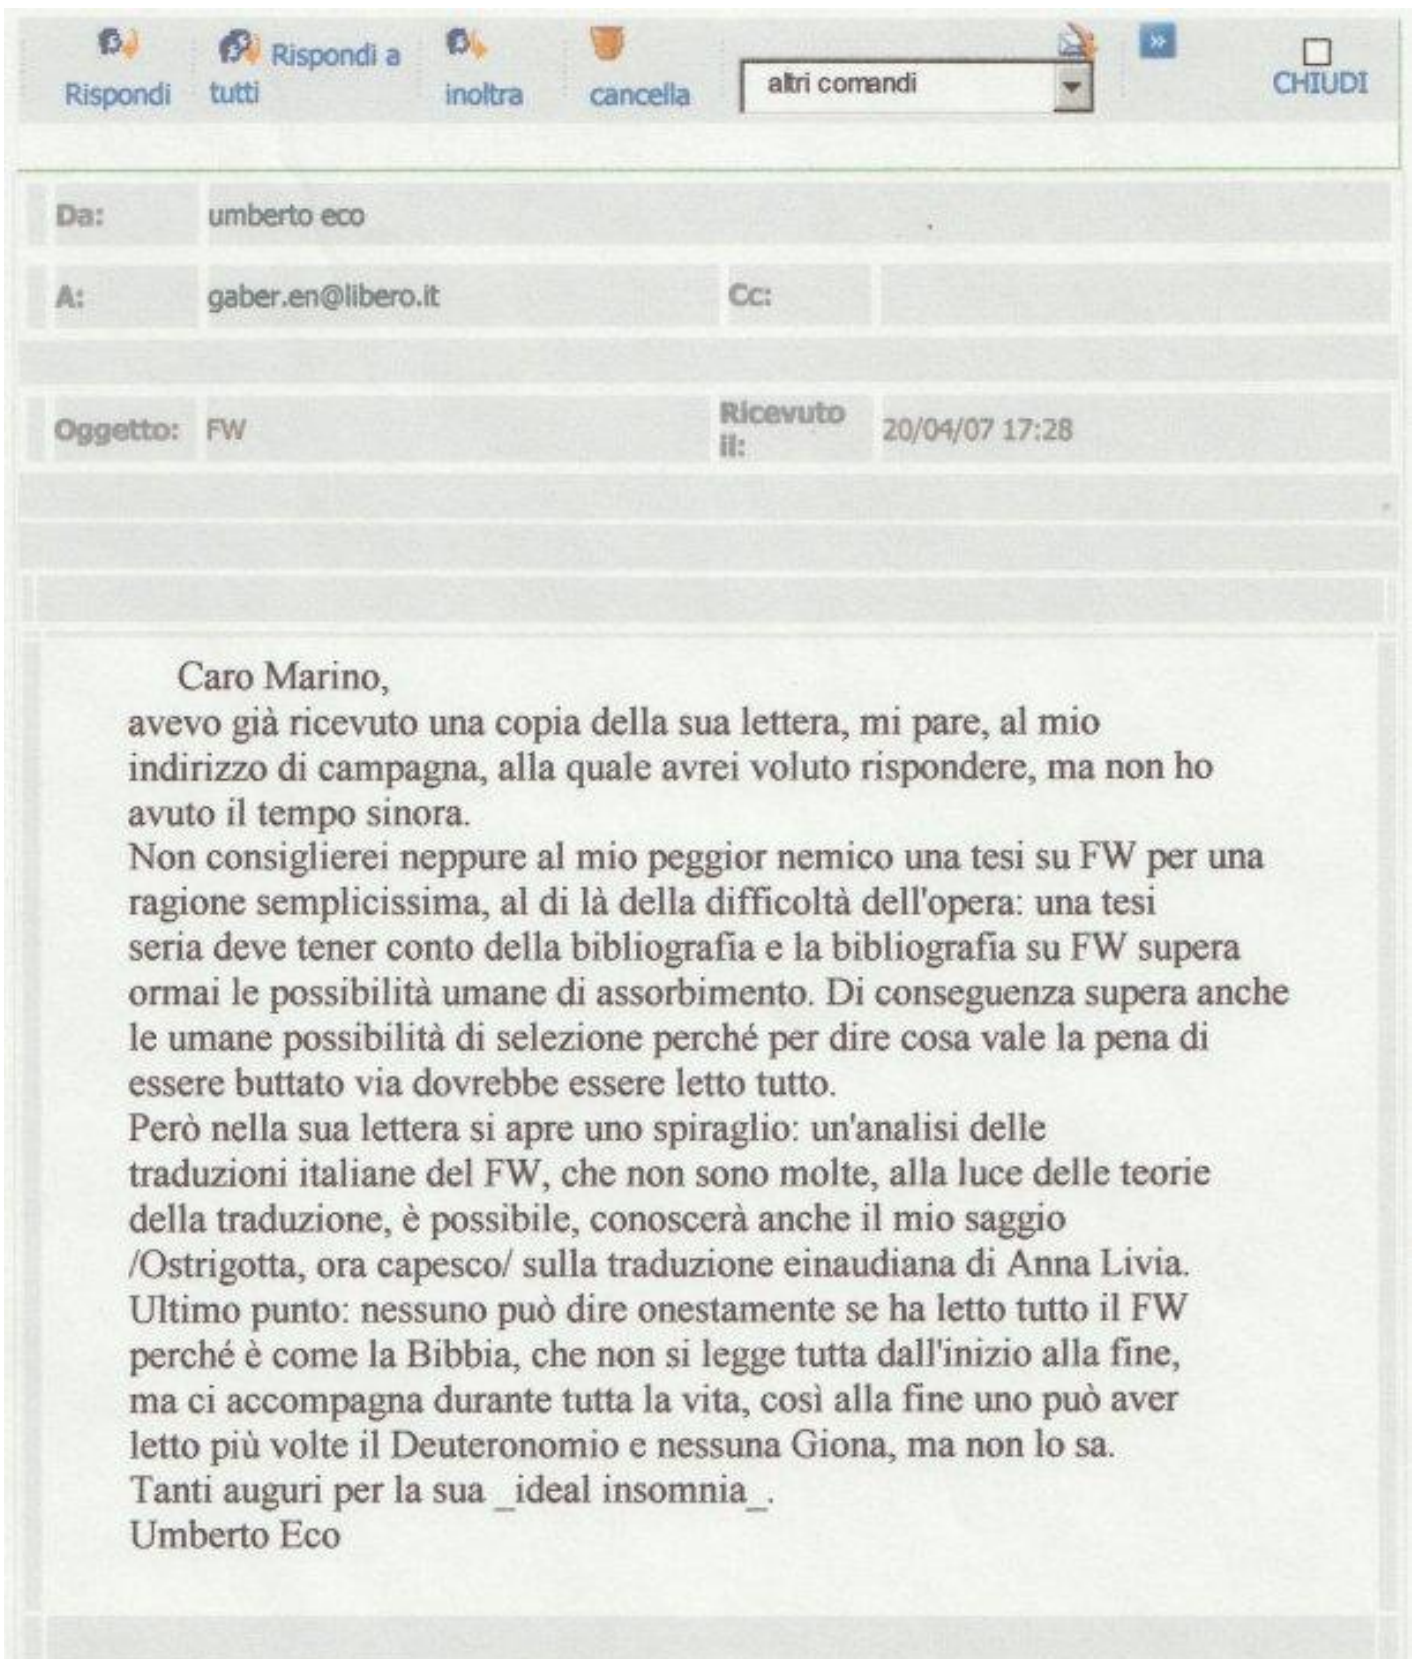 Rispondi
Rispondi a
tutti
inoltra
cancella
altri comandi
CHIUDI
Da: umberto eco
A: gaber.en@libero.it Cc:
Oggetto: FW Ricevuto il: 20/04/07 17:28
Caro Marino,
avevo già ricevuto una copia della sua lettera, mi pare, al mio
indirizzo di campagna, alla quale avrei voluto rispondere, ma non ho
avuto il tempo sinora.
Non consiglierei neppure al mio peggior nemico una tesi su FW per una
ragione semplicissima, al di là della difficoltà dell'opera: una tesi
seria deve tener conto della bibliografia e la bibliografia su FW supera
ormai le possibilità umane di assorbimento. Di conseguenza supera anche
le umane possibilità di selezione perché per dire cosa vale la pena di
essere buttato via dovrebbe essere letto tutto.
Però nella sua lettera si apre uno spiraglio: un'analisi delle
traduzioni italiane del FW, che non sono molte, alla luce delle teorie
della traduzione, è possibile, conoscerà anche il mio saggio
/Ostrigotta, ora capesco/ sulla traduzione einaudiana di Anna Livia.
Ultimo punto: nessuno può dire onestamente se ha letto tutto il FW
perché è come la Bibbia, che non si legge tutta dall'inizio alla fine,
ma ci accompagna durante tutta la vita, così alla fine uno può aver
letto più volte il Deuteronomio e nessuna Giona, ma non lo sa.
Tanti auguri per la sua _ideal insomnia_.
Umberto Eco